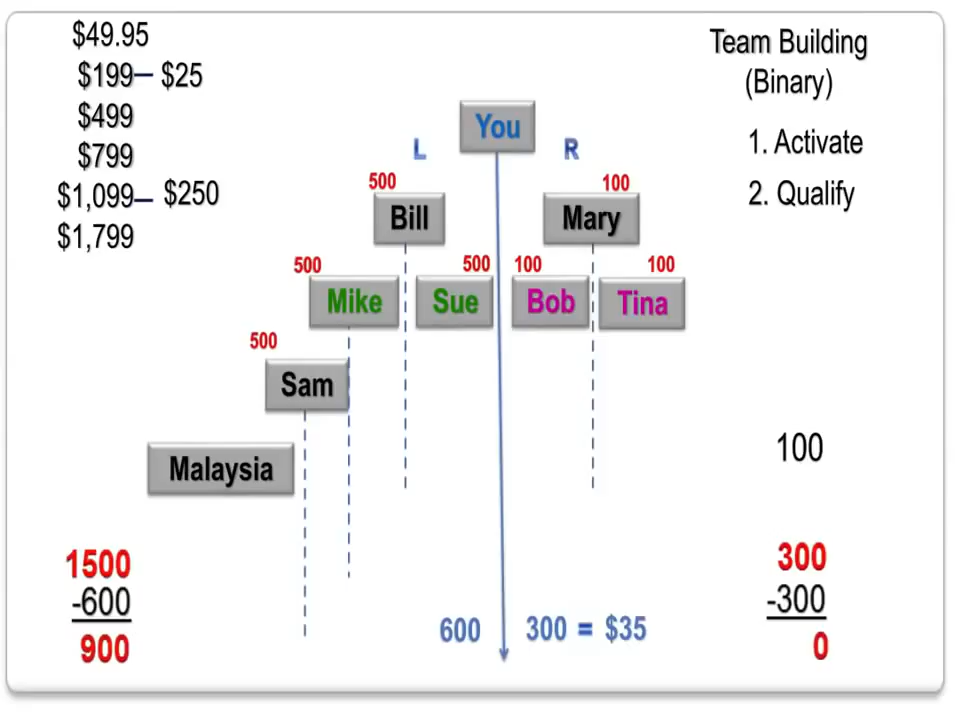 $49.95
$199– $25
$499
$799
$1,099– $250
$1,799
Team Building
(Binary)
1. Activate
2. Qualify
You
L
R
500
100
Bill
Mary
500
500
100
100
Mike
Sue
Bob
Tina
500
Sam
Malaysia
100
1500
-600
900
600
300 = $35
300
-300
0